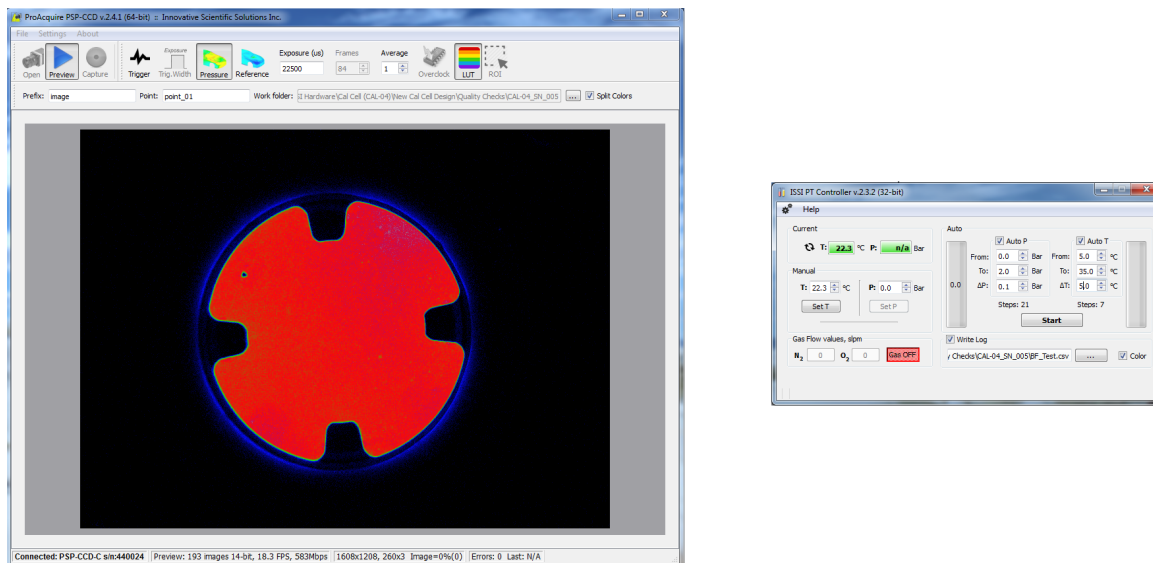 ProAcquire PSP-CCD v.2.4.1 (64-bit) :: Innovative Scientific Solutions Inc.
File Settings About
Exposure Exposure (us) Frames Average
22500 84 1
Open Preview Capture Trigger Trig.Width Pressure Reference Overclock LUT ROI
Prefix: image Point: point_01 Work folder: Hardware\Cal Cell (CAL-04)\New Cal Cell Design\Quality Checks\CAL-04_SN_005 ... Split Colors
Connected: PSP-CCD-C s/n:440024 Preview: 193 images 14-bit, 18.3 FPS, 583Mbps 1608x1208, 260x3 Image=0%(0) Errors: 0 Last: N/A
ISSI PT Controller v.2.3.2 (32-bit)
Help
Current
T: 22.3 °C P: n/a Bar
Manual
T: 22.3 °C P: 0.0 Bar
Set T Set P
Gas Flow values, slpm
N2 0 O2 0 Gas OFF
Auto
Auto P Auto T
From: 0.0 Bar From: 5.0 °C
To: 2.0 Bar To: 35.0 °C
0.0 ΔP: 0.1 Bar ΔT: 5.0 °C
Steps: 21 Steps: 7
Start
Write Log
/ Checks\CAL-04_SN_005\BF_Test.csv ... Color